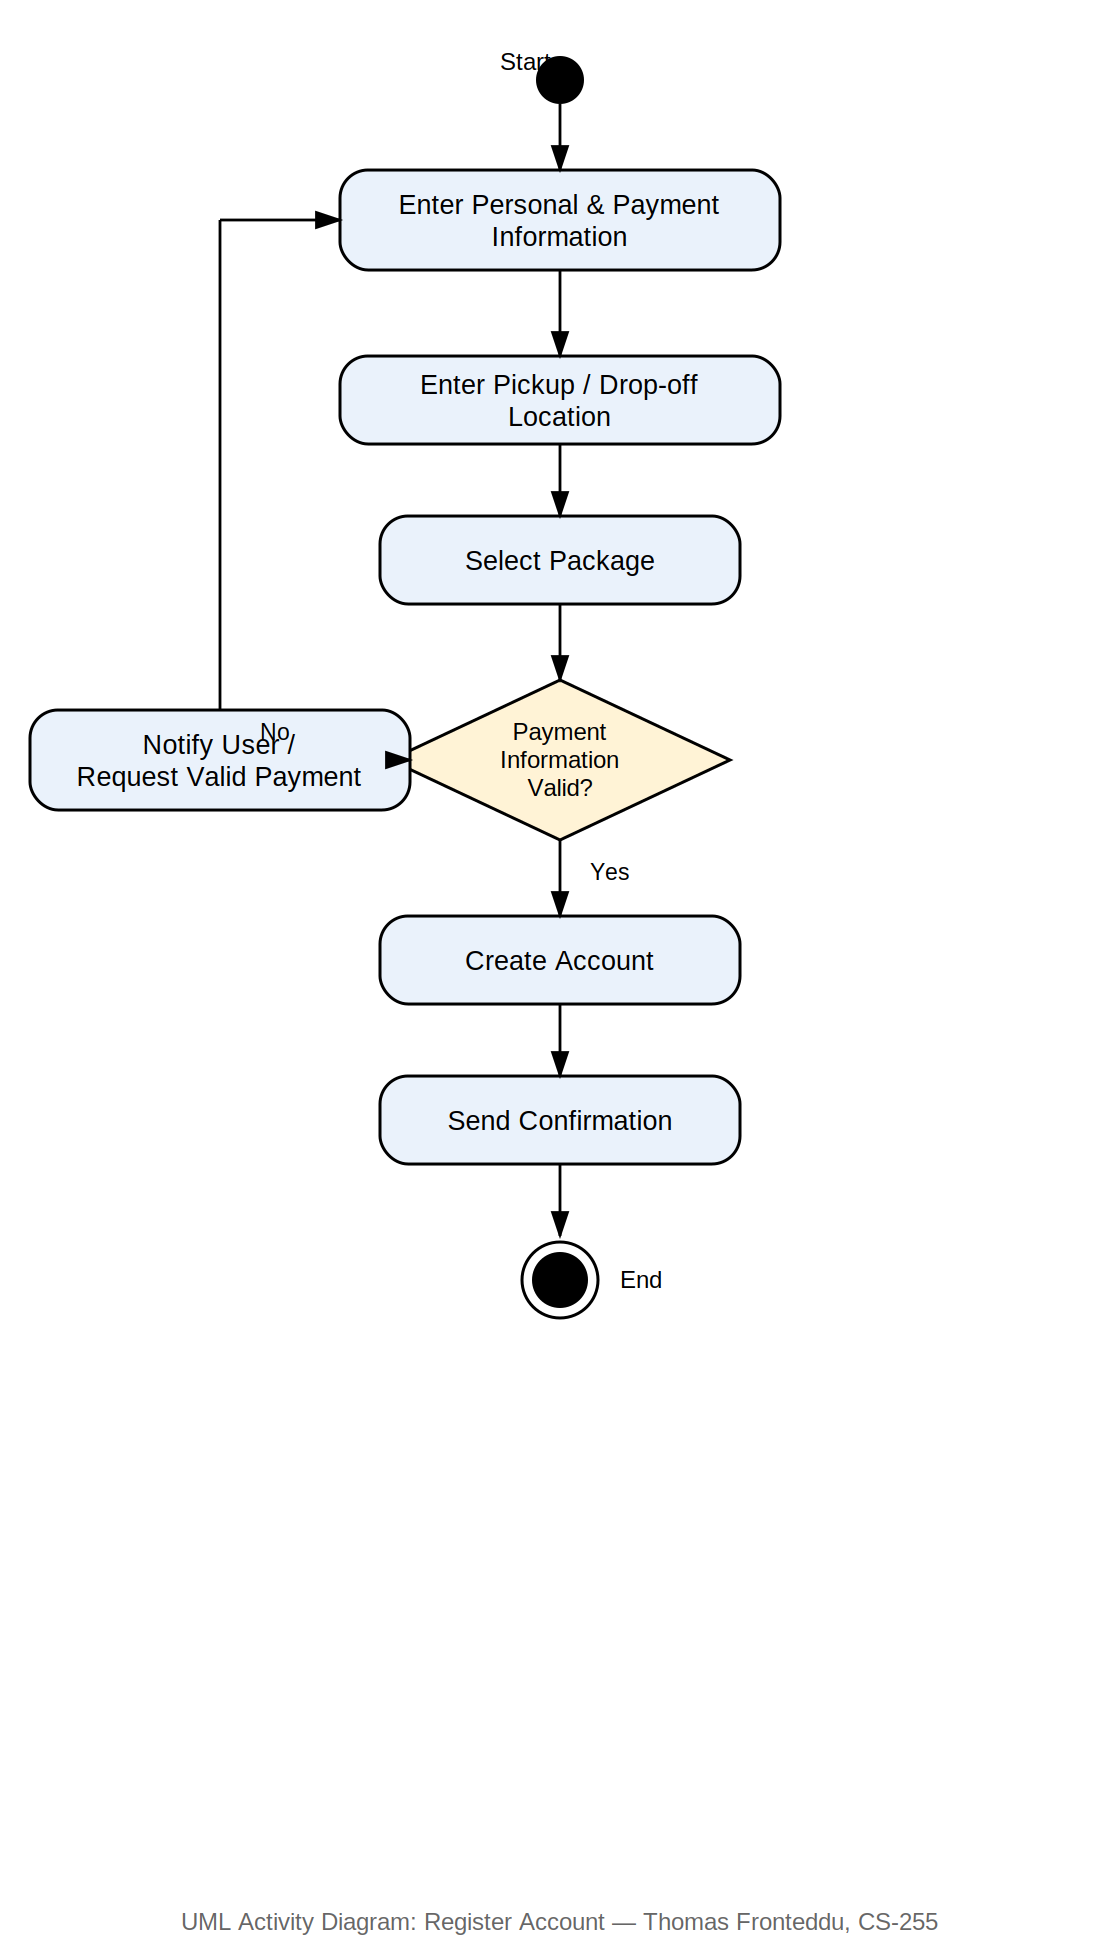 Start
Enter Personal & Payment
Information
Enter Pickup / Drop-off
Location
Select Package
Payment
Information
Valid?
No
Notify User /
Request Valid Payment
Yes
Create Account
Send Confirmation
End
UML Activity Diagram: Register Account — Thomas Fronteddu, CS-255